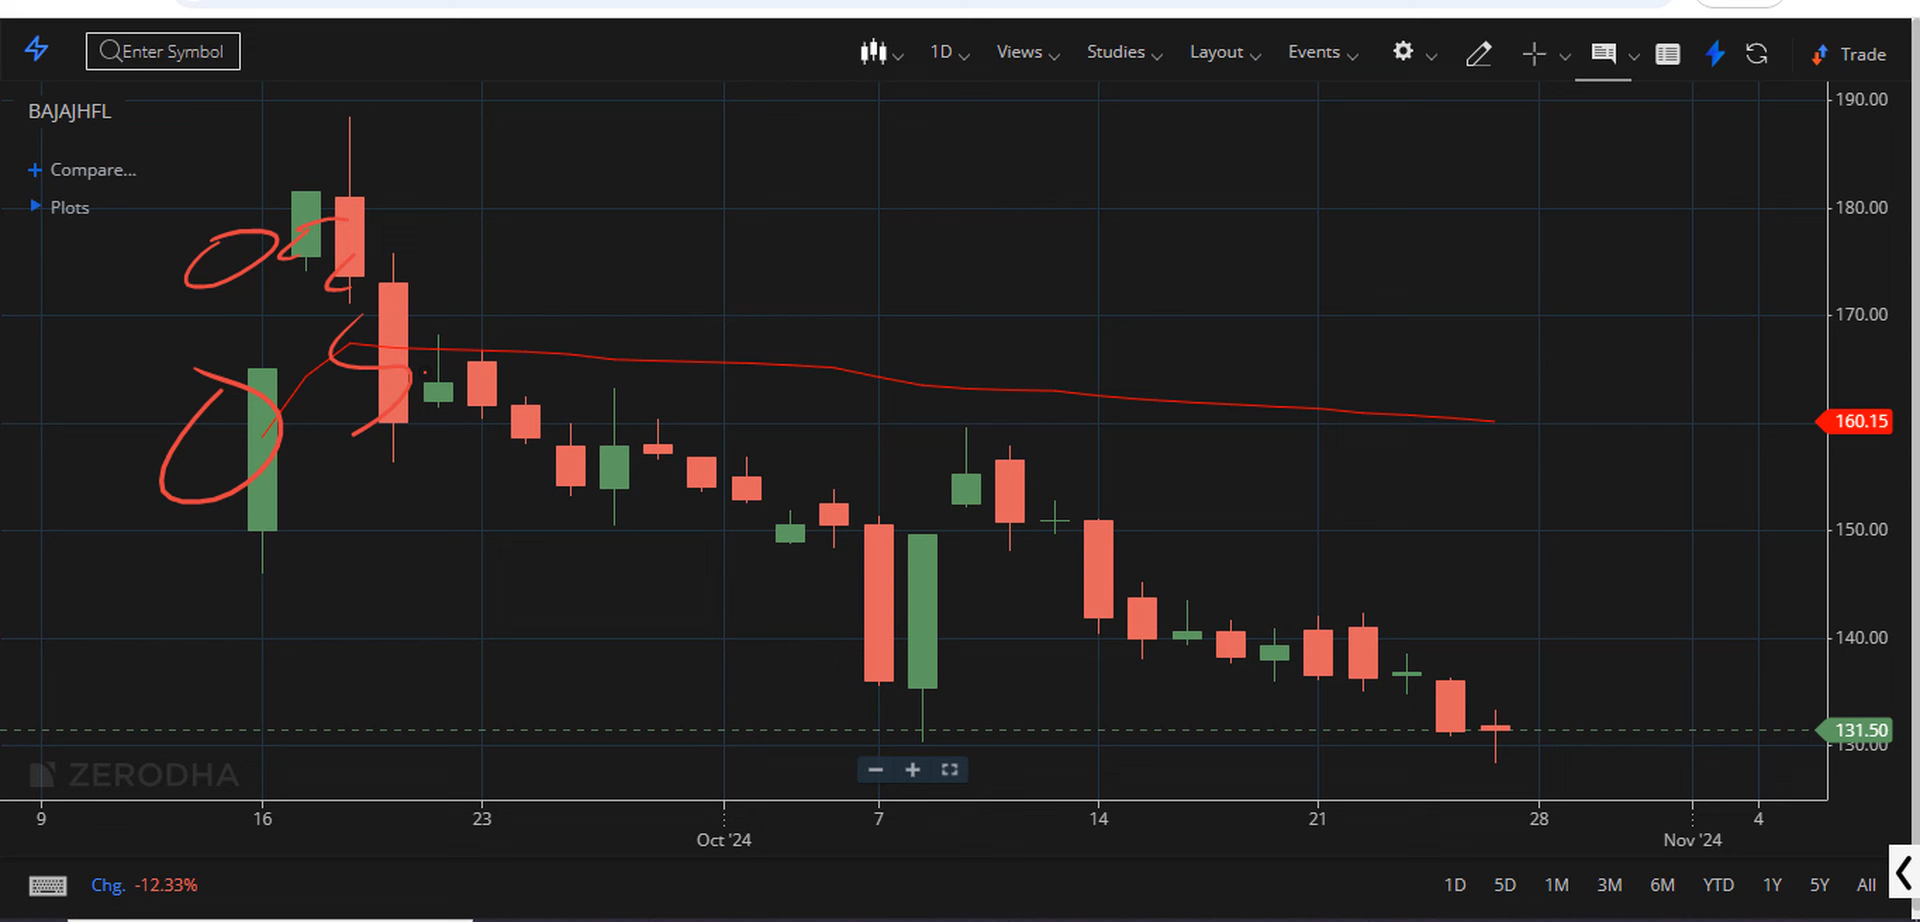 Enter Symbol
1D
Views
Studies
Layout
Events
Trade
BAJAJHFL
Compare...
Plots
190.00
180.00
170.00
160.15
150.00
140.00
131.50
130.00
ZERODHA
9 16 23 7 14 21 28 4
Oct '24 Nov '24
Chg. -12.33%
1D 5D 1M 3M 6M YTD 1Y 5Y All